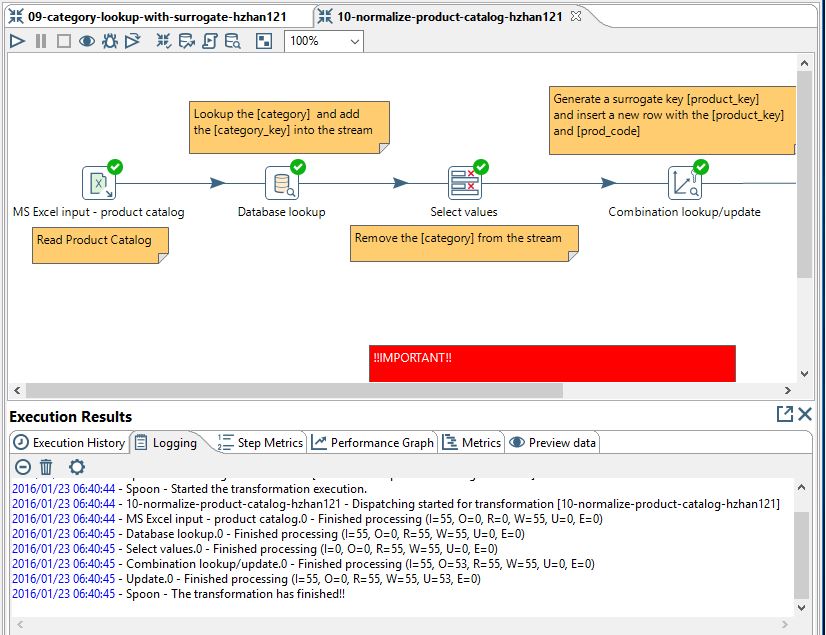 09-category-lookup-with-surrogate-hzhan121
10-normalize-product-catalog-hzhan121
100%
Lookup the [category] and add
the [category_key] into the stream
Generate a surrogate key [product_key]
and insert a new row with the [product_key]
and [prod_code]
MS Excel input - product catalog
Database lookup
Select values
Combination lookup/update
Read Product Catalog
Remove the [category] from the stream
!!IMPORTANT!!
Execution Results
Execution History
Logging
Step Metrics
Performance Graph
Metrics
Preview data
2016/01/23 06:40:44 - Spoon - Started the transformation execution.
2016/01/23 06:40:44 - 10-normalize-product-catalog-hzhan121 - Dispatching started for transformation [10-normalize-product-catalog-hzhan121]
2016/01/23 06:40:44 - MS Excel input - product catalog.0 - Finished processing (I=55, O=0, R=0, W=55, U=0, E=0)
2016/01/23 06:40:45 - Database lookup.0 - Finished processing (I=55, O=0, R=55, W=55, U=0, E=0)
2016/01/23 06:40:45 - Select values.0 - Finished processing (I=0, O=0, R=55, W=55, U=0, E=0)
2016/01/23 06:40:45 - Combination lookup/update.0 - Finished processing (I=55, O=53, R=55, W=55, U=0, E=0)
2016/01/23 06:40:45 - Update.0 - Finished processing (I=55, O=0, R=55, W=55, U=53, E=0)
2016/01/23 06:40:45 - Spoon - The transformation has finished!!